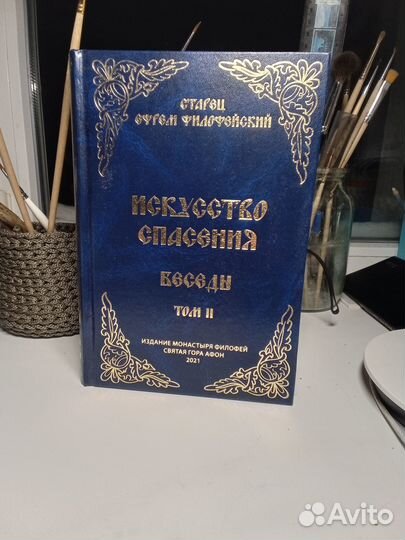 СТАРЕЦ
ЕФРЕМ ФИЛОФЕЙСКИЙ
ИСКУССТВО
СПАСЕНИЯ
БЕСЕДЫ
ТОМ II
ИЗДАНИЕ МОНАСТЫРЯ ФИЛОФЕЙ
СВЯТАЯ ГОРА АФОН
2021
Avito